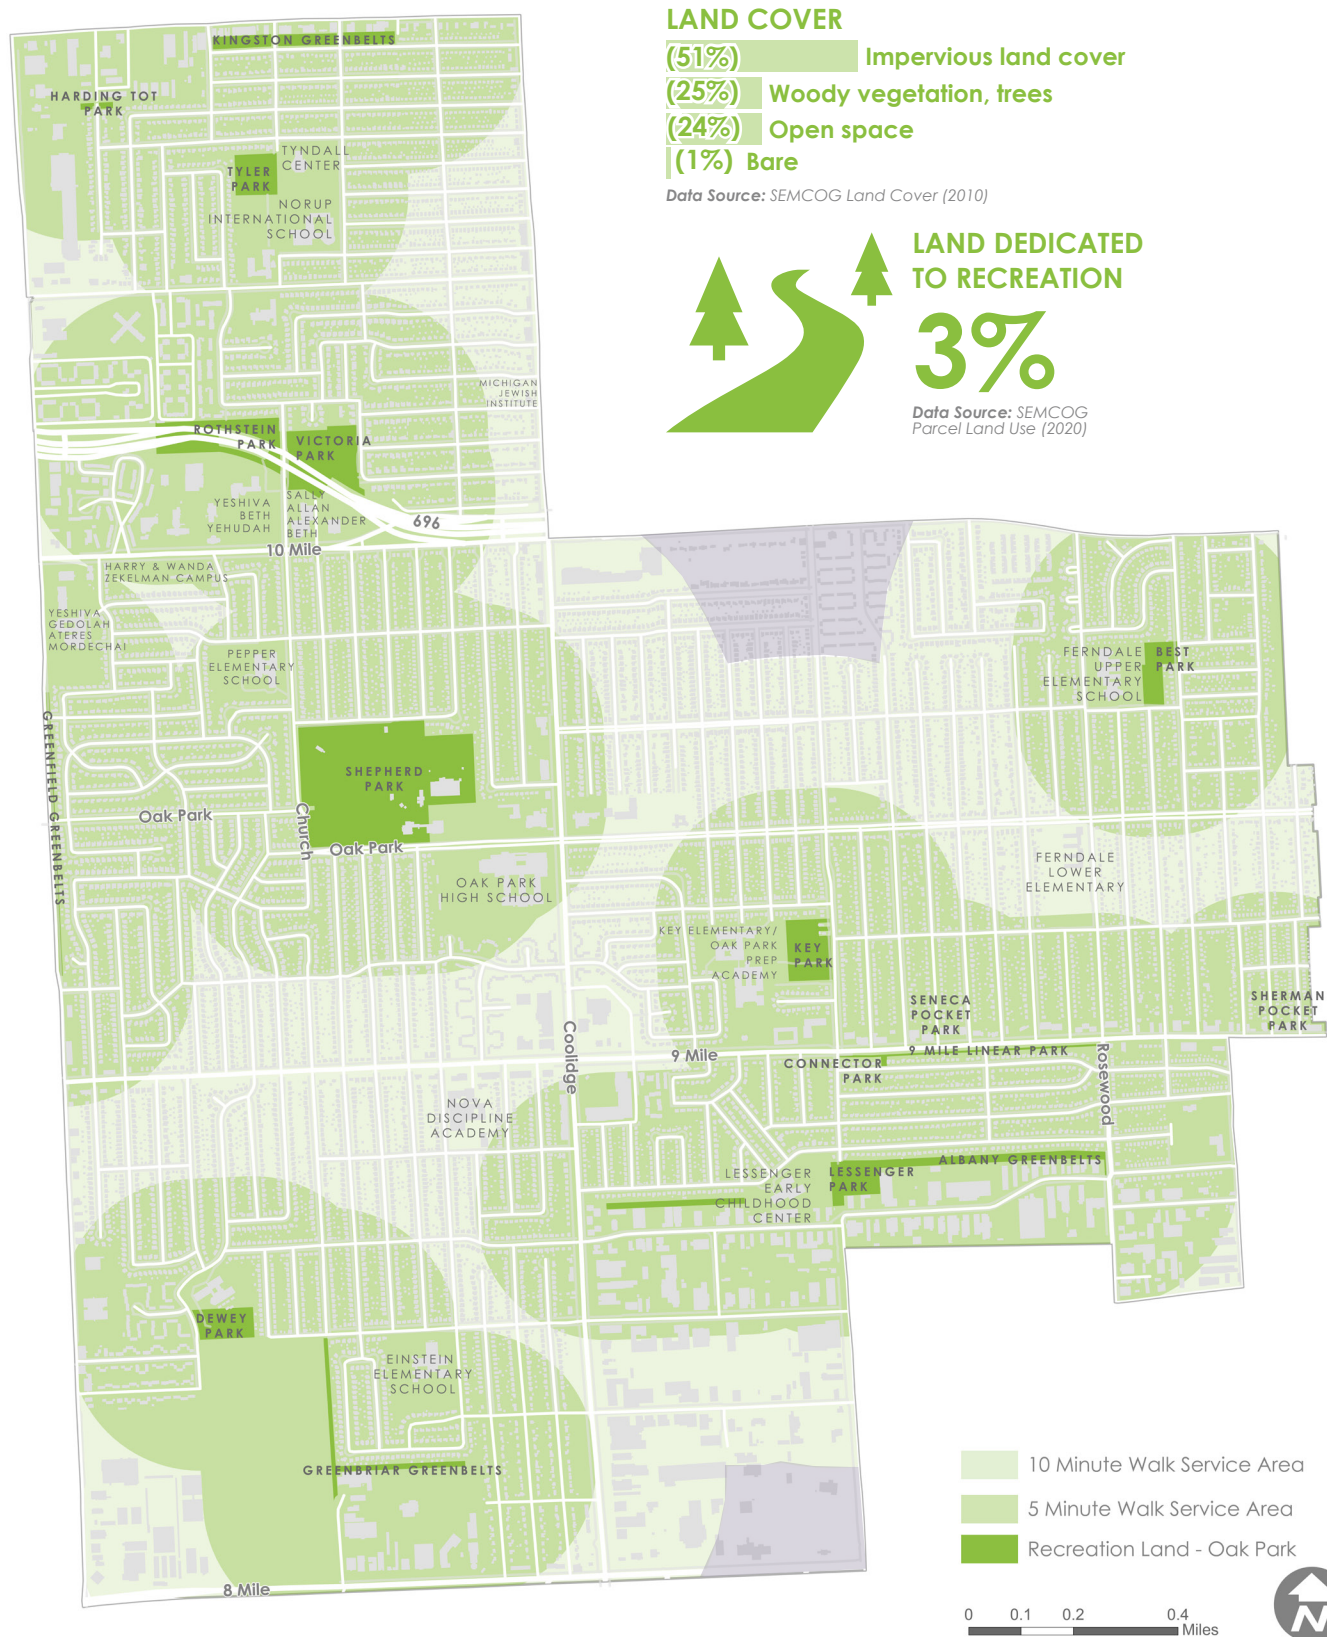 LAND COVER
(51%) Impervious land cover
(25%) Woody vegetation, trees
(24%) Open space
(1%) Bare
Data Source: SEMCOG Land Cover (2010)
LAND DEDICATED
TO RECREATION
3%
Data Source: SEMCOG
Parcel Land Use (2020)
KINGSTON GREENBELTS
HARDING TOT
PARK
TYNDALL
CENTER
TYLER
PARK
NORUP
INTERNATIONAL
SCHOOL
MICHIGAN
JEWISH
INSTITUTE
ROTHSTEIN
PARK
VICTORIA
PARK
YESHIVA
BETH
YEHUDAH
SALLY
ALLAN
ALEXANDER
BETH
696
10 Mile
HARRY & WANDA
ZEKELMAN CAMPUS
YESHIVA
GEDOLAH
ATERES
MORDECHAI
PEPPER
ELEMENTARY
SCHOOL
FERNDALE
UPPER
ELEMENTARY
SCHOOL
BEST
PARK
GREENFIELD GREENBELTS
SHEPHERD
PARK
Oak Park
Church
Oak Park
OAK PARK
HIGH SCHOOL
FERNDALE
LOWER
ELEMENTARY
KEY ELEMENTARY/
OAK PARK
PREP
ACADEMY
KEY
PARK
SENECA
POCKET
PARK
SHERMAN
POCKET
PARK
Coolidge
9 Mile
9 MILE LINEAR PARK
CONNECTOR
PARK
Rosewood
NOVA
DISCIPLINE
ACADEMY
ALBANY GREENBELTS
LESSENGER
EARLY
CHILDHOOD
CENTER
LESSENGER
PARK
DEWEY
PARK
EINSTEIN
ELEMENTARY
SCHOOL
GREENBRIAR GREENBELTS
8 Mile
10 Minute Walk Service Area
5 Minute Walk Service Area
Recreation Land - Oak Park
0 0.1 0.2 0.4
Miles
N